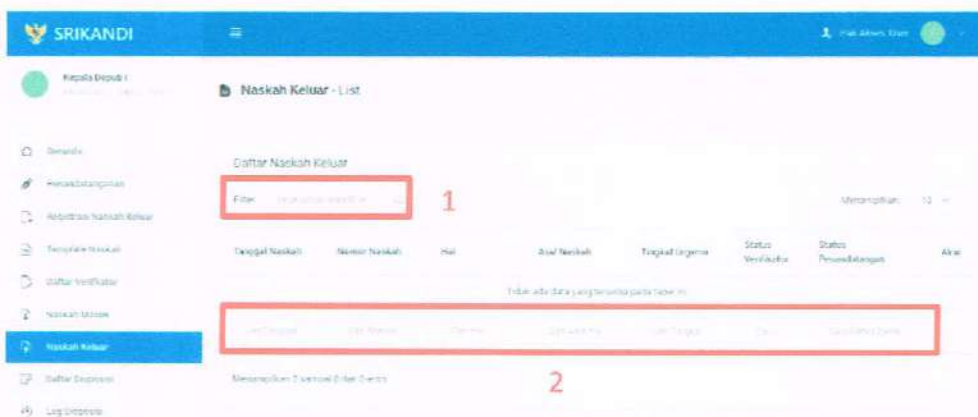 SRIKANDI
Kepala Deputi I
Naskah Keluar - List
Beranda
Penandatanganan
Registrasi Naskah Keluar
Template Naskah
Daftar Verifikator
Naskah Masuk
Naskah Keluar
Daftar Disposisi
Log Disposisi
Daftar Naskah Keluar
Filter
1
Menampilkan 10
Tanggal Naskah Nomor Naskah Hal Asal Naskah Tingkat Urgensi Status Verifikator Status Penandatangan Aksi
Tidak ada data yang tersedia pada tabel ini
Menampilkan 0 sampai 0 dari 0 entri
2